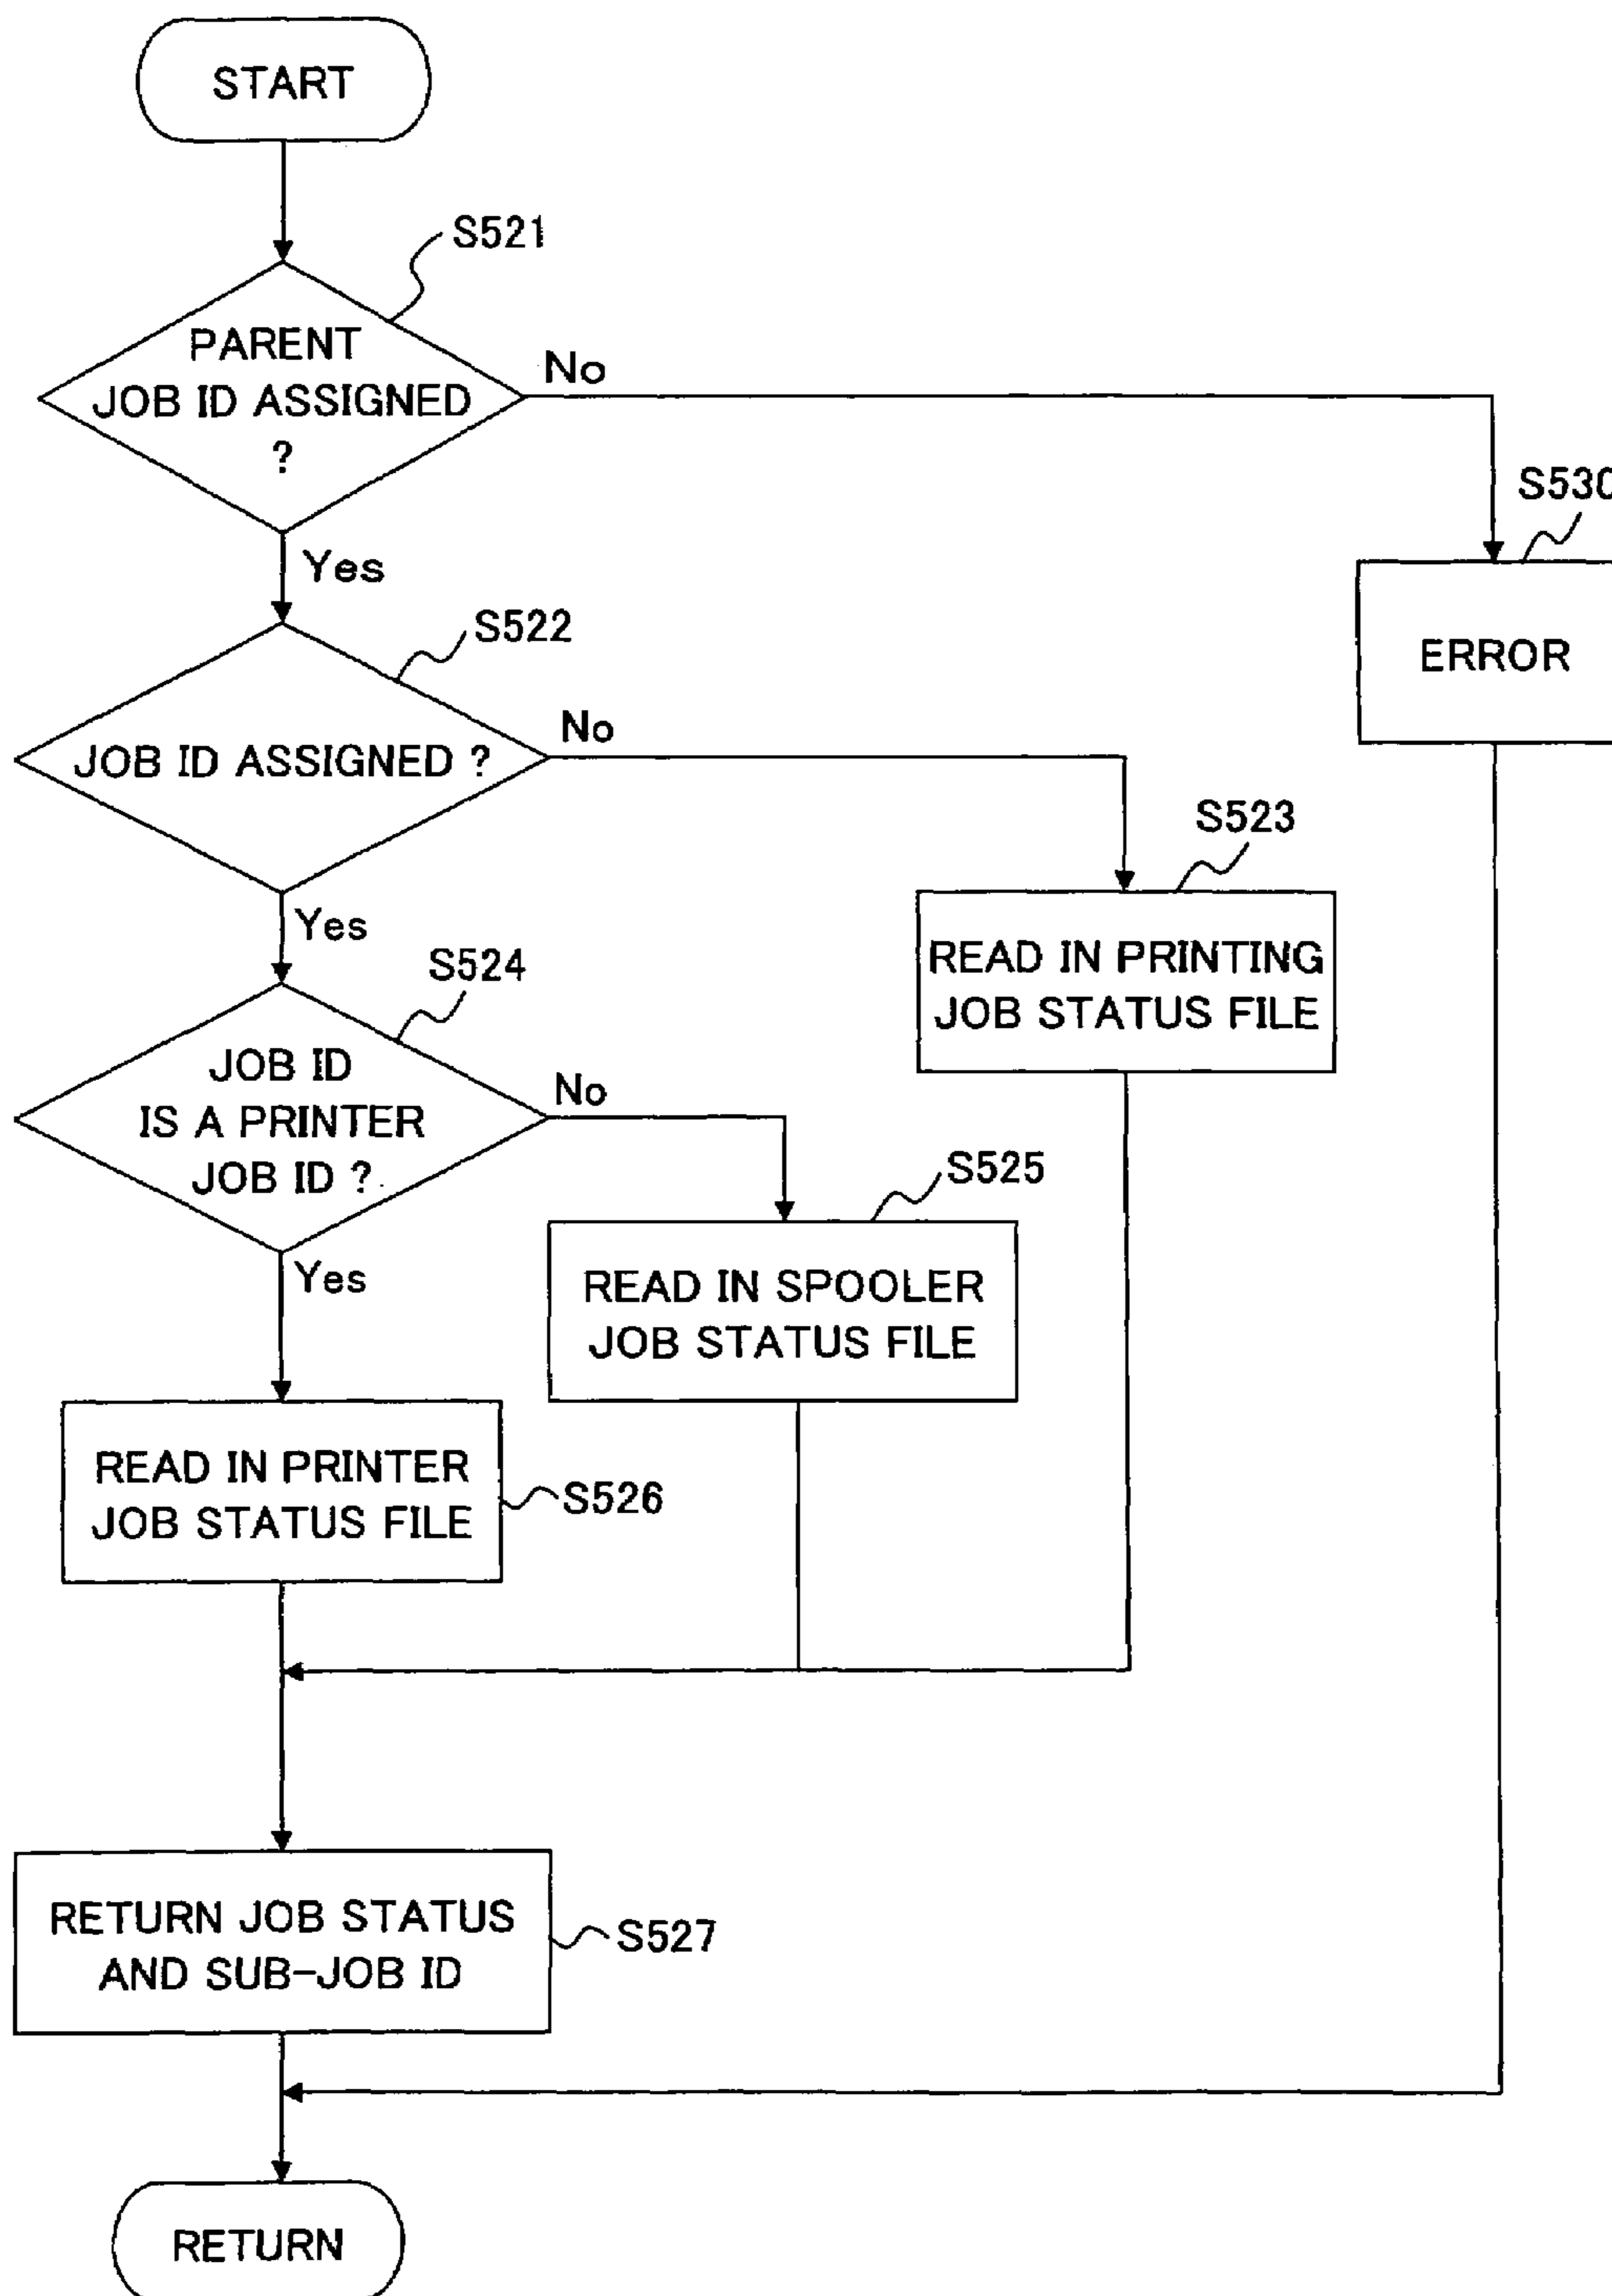 START
S521
PARENT
JOB ID ASSIGNED
?
No
Yes
S530
ERROR
S522
JOB ID ASSIGNED ?
No
Yes
S523
READ IN PRINTING
JOB STATUS FILE
S524
JOB ID
IS A PRINTER
JOB ID ?
No
Yes
S525
READ IN SPOOLER
JOB STATUS FILE
READ IN PRINTER
JOB STATUS FILE
S526
RETURN JOB STATUS
AND SUB-JOB ID
S527
RETURN